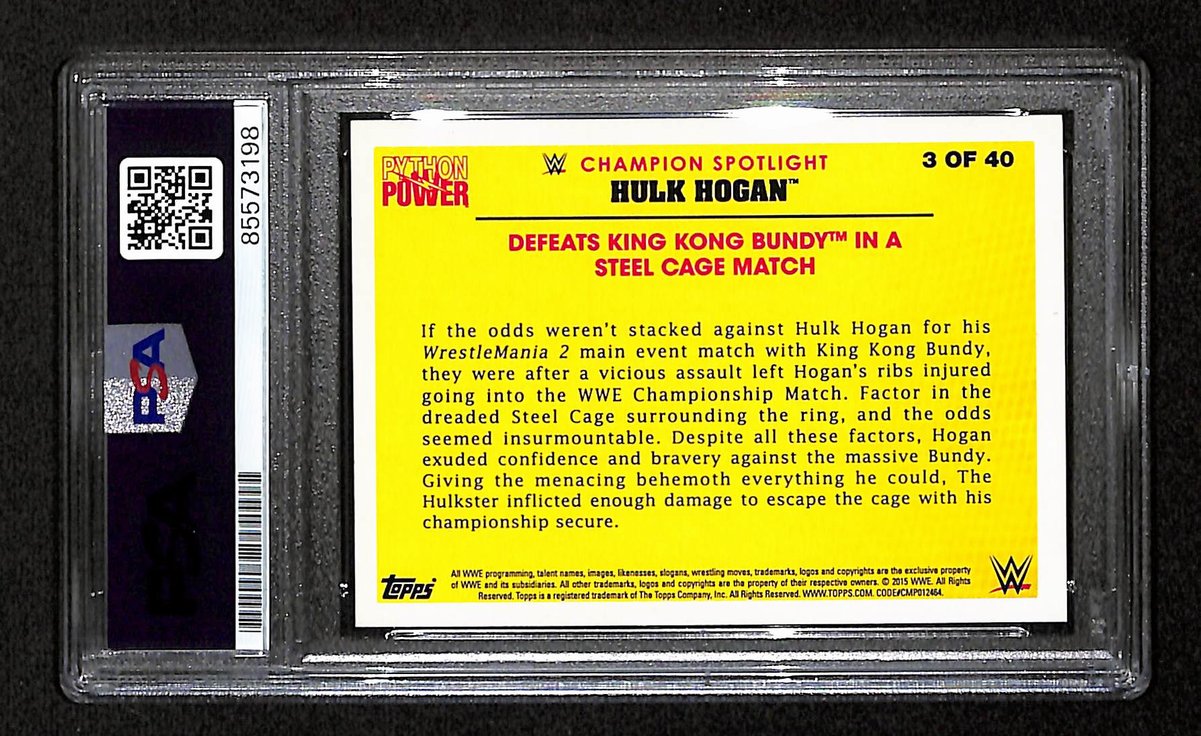 85573198
PSA
PYTHON
POWER
W CHAMPION SPOTLIGHT
HULK HOGAN™
3 OF 40
DEFEATS KING KONG BUNDY™ IN A
STEEL CAGE MATCH
If the odds weren't stacked against Hulk Hogan for his
WrestleMania 2 main event match with King Kong Bundy,
they were after a vicious assault left Hogan's ribs injured
going into the WWE Championship Match. Factor in the
dreaded Steel Cage surrounding the ring, and the odds
seemed insurmountable. Despite all these factors, Hogan
exuded confidence and bravery against the massive Bundy.
Giving the menacing behemoth everything he could, The
Hulkster inflicted enough damage to escape the cage with his
championship secure.
Topps
All WWE programming, talent names, images, likenesses, slogans, wrestling moves, trademarks, logos and copyrights are the exclusive property
of WWE and its subsidiaries. All other trademarks, logos and copyrights are the property of their respective owners. © 2015 WWE. All Rights
Reserved. Topps is a registered trademark of The Topps Company, Inc. All Rights Reserved. WWW.TOPPS.COM. CODE#CMP012464.
W